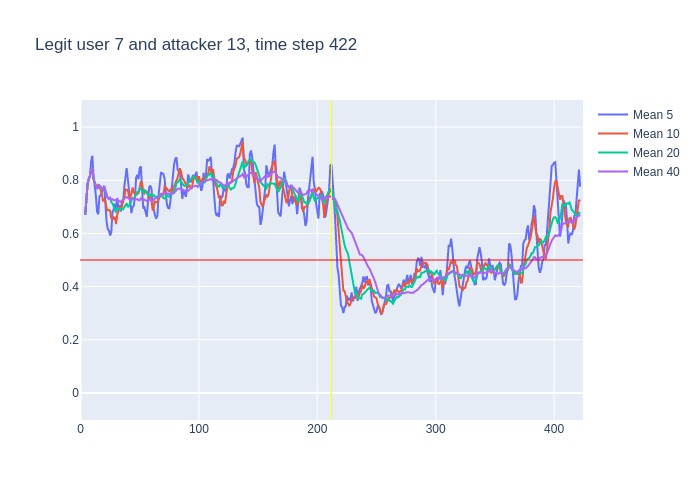 Legit user 7 and attacker 13, time step 422
Mean 5
Mean 10
Mean 20
Mean 40
1
0.8
0.6
0.4
0.2
0
0 100 200 300 400